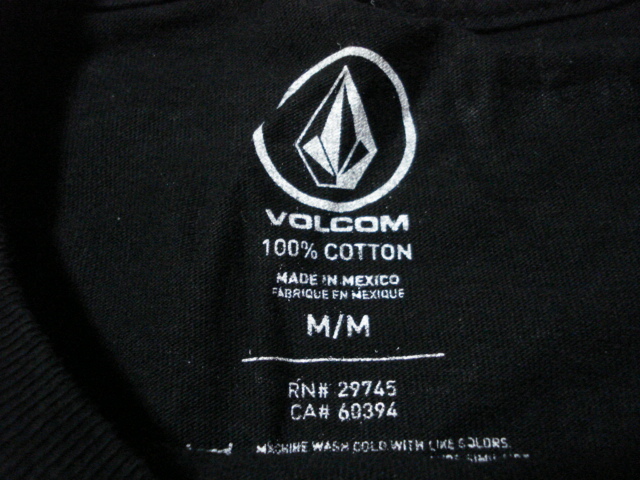 VOLCOM
100% COTTON
MADE IN MEXICO
FABRIQUE EN MEXIQUE
M/M
RN# 29745
CA# 60394
MACHINE WASH COLD WITH LIKE COLORS.